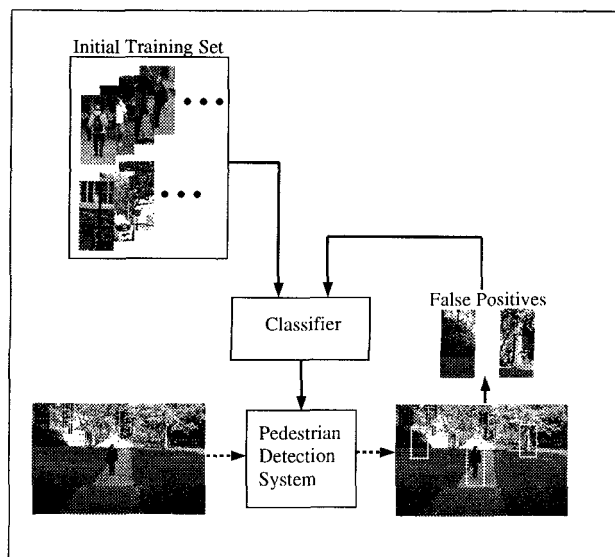 Initial Training Set
False Positives
Classifier
Pedestrian
Detection
System